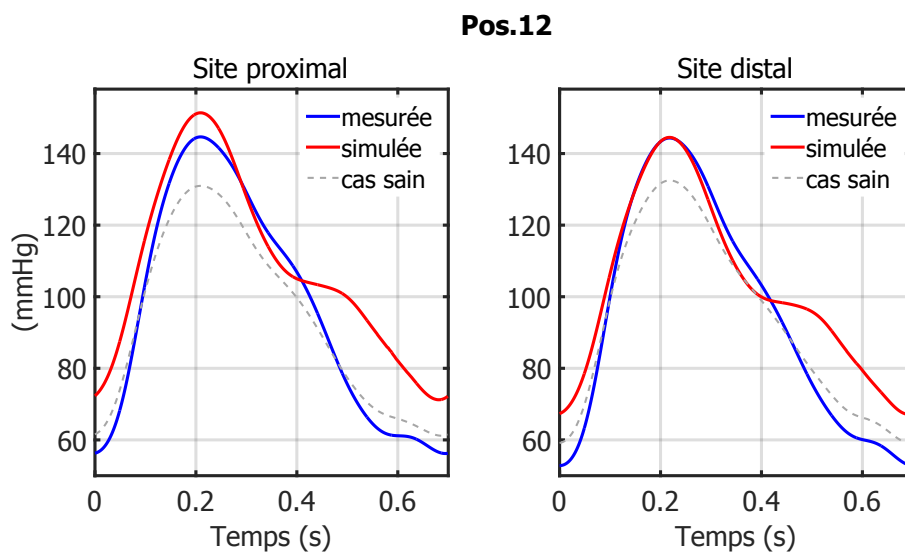 Pos.12
Site proximal
mesurée
simulée
cas sain
(mmHg)
140
120
100
80
60
0
0.2
0.4
0.6
Temps (s)
Site distal
mesurée
simulée
cas sain
140
120
100
80
60
0
0.2
0.4
0.6
Temps (s)